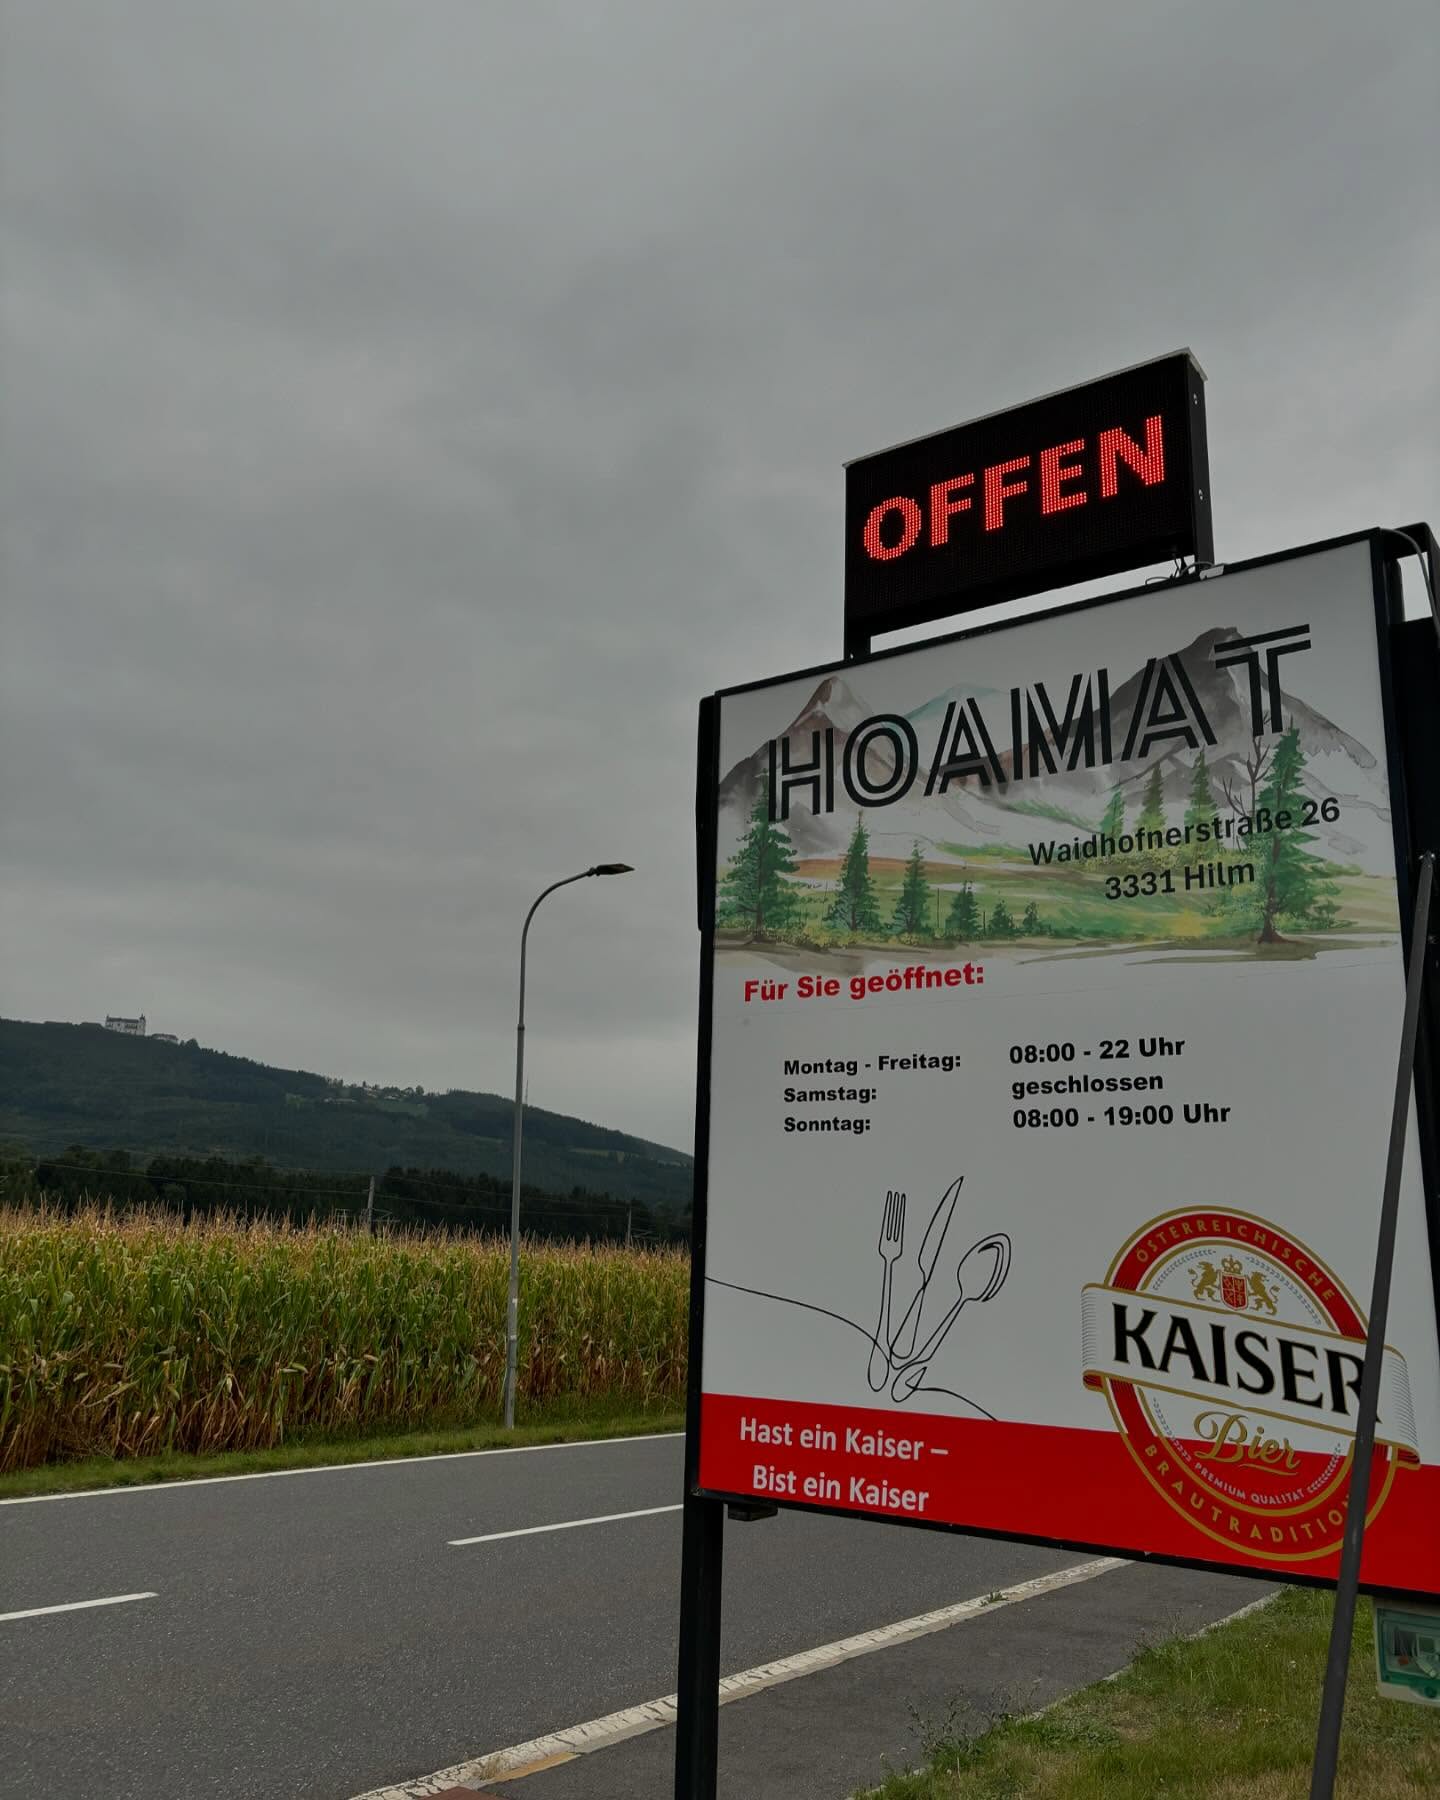 OFFEN
HOAMAT
Waidhofnerstraße 26
3331 Hilm
Für Sie geöffnet:
Montag - Freitag: 08:00 - 22 Uhr
Samstag: geschlossen
Sonntag: 08:00 - 19:00 Uhr
ÖSTERREICHISCHE
KAISER
Bier
PREMIUM QUALITÄT
BRAUTRADITION
Hast ein Kaiser –
Bist ein Kaiser